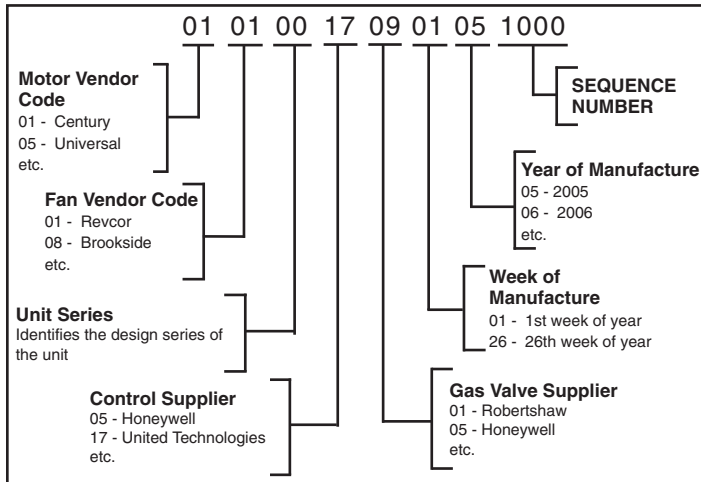 01 01 00 17 09 01 05 1000
Motor Vendor
Code
01 - Century
05 - Universal
etc.
SEQUENCE
NUMBER
Fan Vendor Code
01 - Revcor
08 - Brookside
etc.
Year of Manufacture
05 - 2005
06 - 2006
etc.
Unit Series
Identifies the design series of
the unit
Week of
Manufacture
01 - 1st week of year
26 - 26th week of year
Control Supplier
05 - Honeywell
17 - United Technologies
etc.
Gas Valve Supplier
01 - Robertshaw
05 - Honeywell
etc.